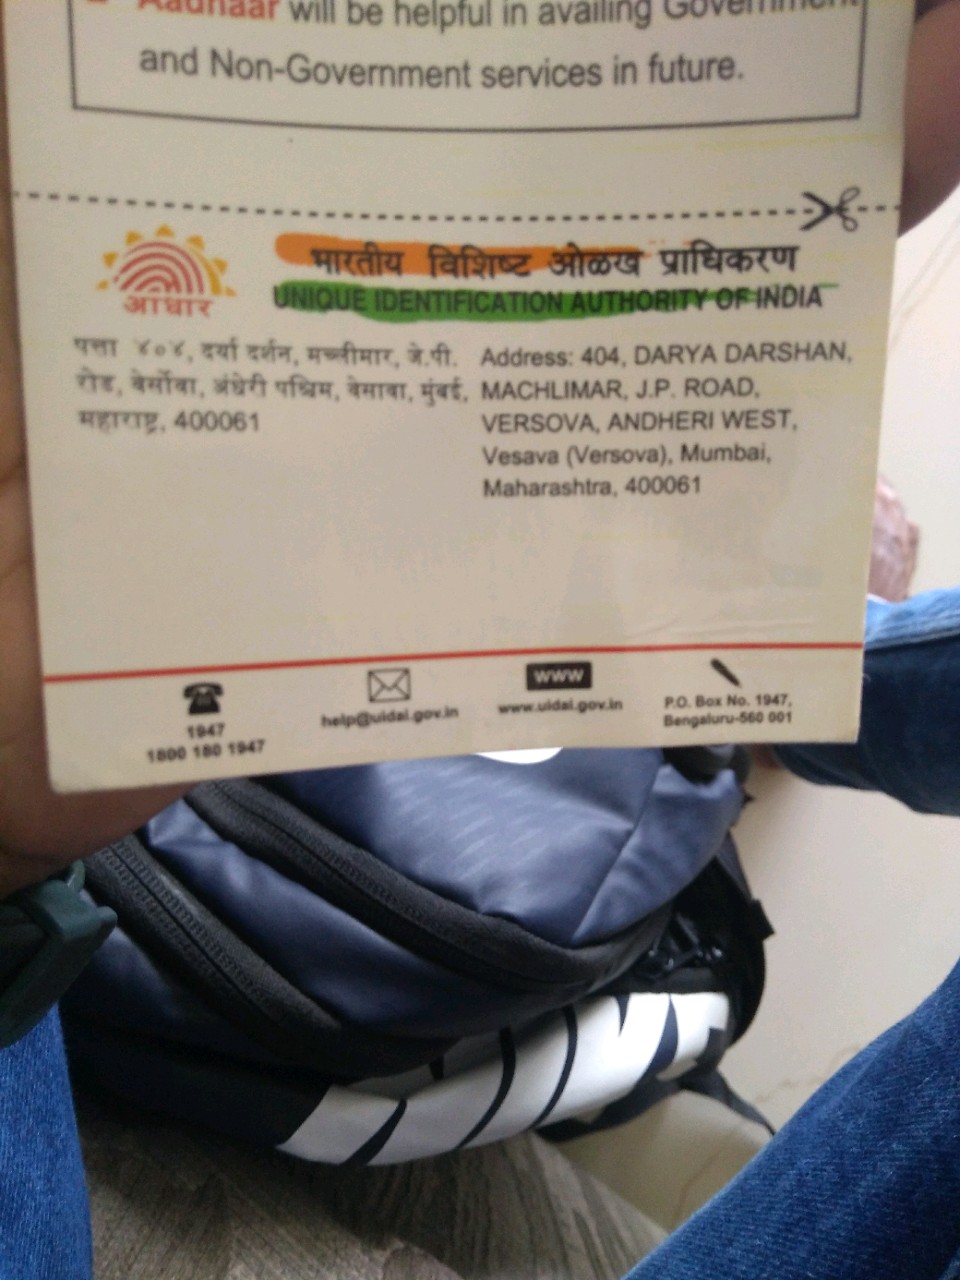 Aadhaar will be helpful in availing Government
and Non-Government services in future.
आधार
भारतीय विशिष्ट ओळख प्राधिकरण
UNIQUE IDENTIFICATION AUTHORITY OF INDIA
पत्ता ४०४, दर्या दर्शन, मच्लीमार, जे.पी.
रोड, वेर्सोवा, अंधेरी पश्चिम, वेसावा, मुंबई,
महाराष्ट्र, 400061
Address: 404, DARYA DARSHAN,
MACHLIMAR, J.P. ROAD,
VERSOVA, ANDHERI WEST,
Vesava (Versova), Mumbai,
Maharashtra, 400061
1947
1800 180 1947
help@uidai.gov.in
www
www.uidai.gov.in
P.O. Box No. 1947,
Bengaluru-560 001